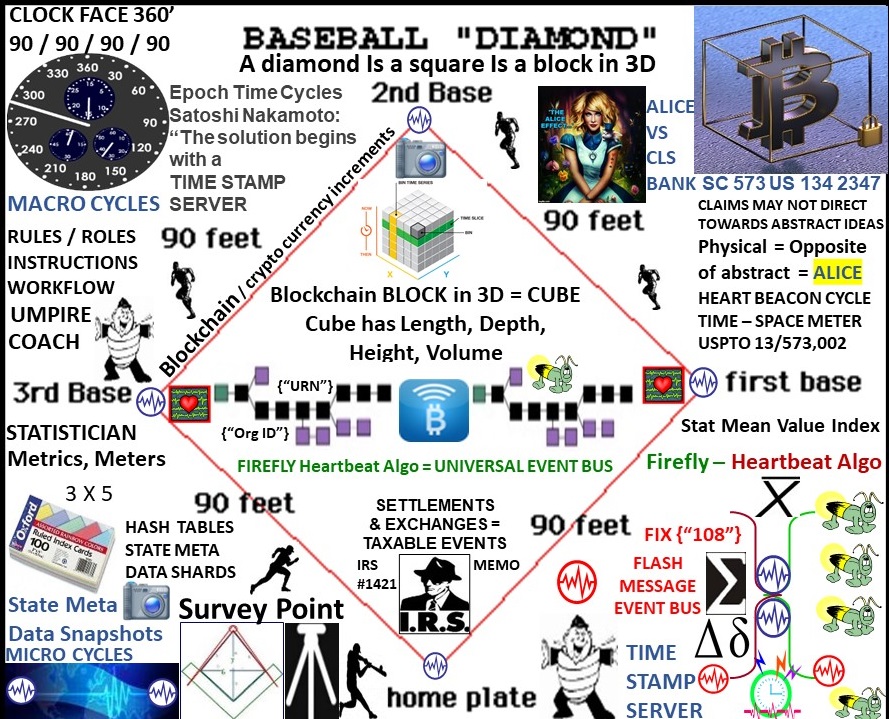 CLOCK FACE 360’
90 / 90 / 90 / 90
330 360 30
300 60
270 90
240 120
210 180 150
MACRO CYCLES
BASEBALL "DIAMOND"
A diamond Is a square Is a block in 3D
2nd Base
Epoch Time Cycles
Satoshi Nakamoto:
“The solution begins
with a
TIME STAMP
SERVER
"THE
ALICE
EFFECT"
ALICE
VS
CLS
BANK SC 573 US 134 2347
CLAIMS MAY NOT DIRECT
TOWARDS ABSTRACT IDEAS
Physical = Opposite
of abstract = ALICE
HEART BEACON CYCLE
TIME – SPACE METER
USPTO 13/573,002
RULES / ROLES
INSTRUCTIONS
WORKFLOW
UMPIRE
COACH
90 feet
90 feet
Blockchain / crypto currency increments
BIN TIME SERIES
NOW
THEN
TIME SLICE
BIN
X
Y
Blockchain BLOCK in 3D = CUBE
Cube has Length, Depth,
Height, Volume
3rd Base
first base
{“URN”}
{“Org ID”}
FIREFLY Heartbeat Algo = UNIVERSAL EVENT BUS
STATISTICIAN
Metrics, Meters
Stat Mean Value Index
Firefly – Heartbeat Algo
3 X 5
Oxford
ASSORTED RAINBOW COLORS
Ruled Index Cards
100
HASH TABLES
STATE META
DATA SHARDS
90 feet
90 feet
SETTLEMENTS
& EXCHANGES =
TAXABLE EVENTS
IRS MEMO
#1421
I.R.S.
X
FIX {“108”}
FLASH
MESSAGE
EVENT BUS
Σ
Δδ
TIME
STAMP
SERVER
State Meta
Data Snapshots
MICRO CYCLES
Survey Point
home plate